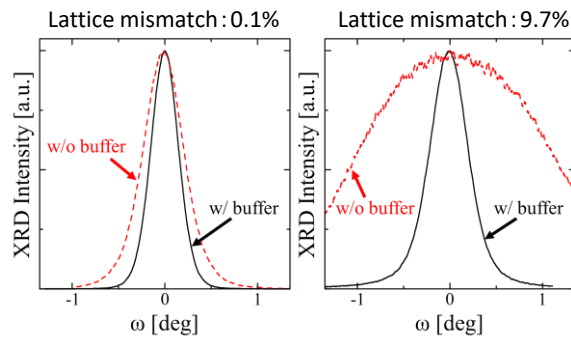 Lattice mismatch : 0.1%
XRD Intensity [a.u.]
w/o buffer
w/ buffer
-1
0
1
ω [deg]
Lattice mismatch : 9.7%
XRD Intensity [a.u.]
w/o buffer
w/ buffer
-1
0
1
ω [deg]